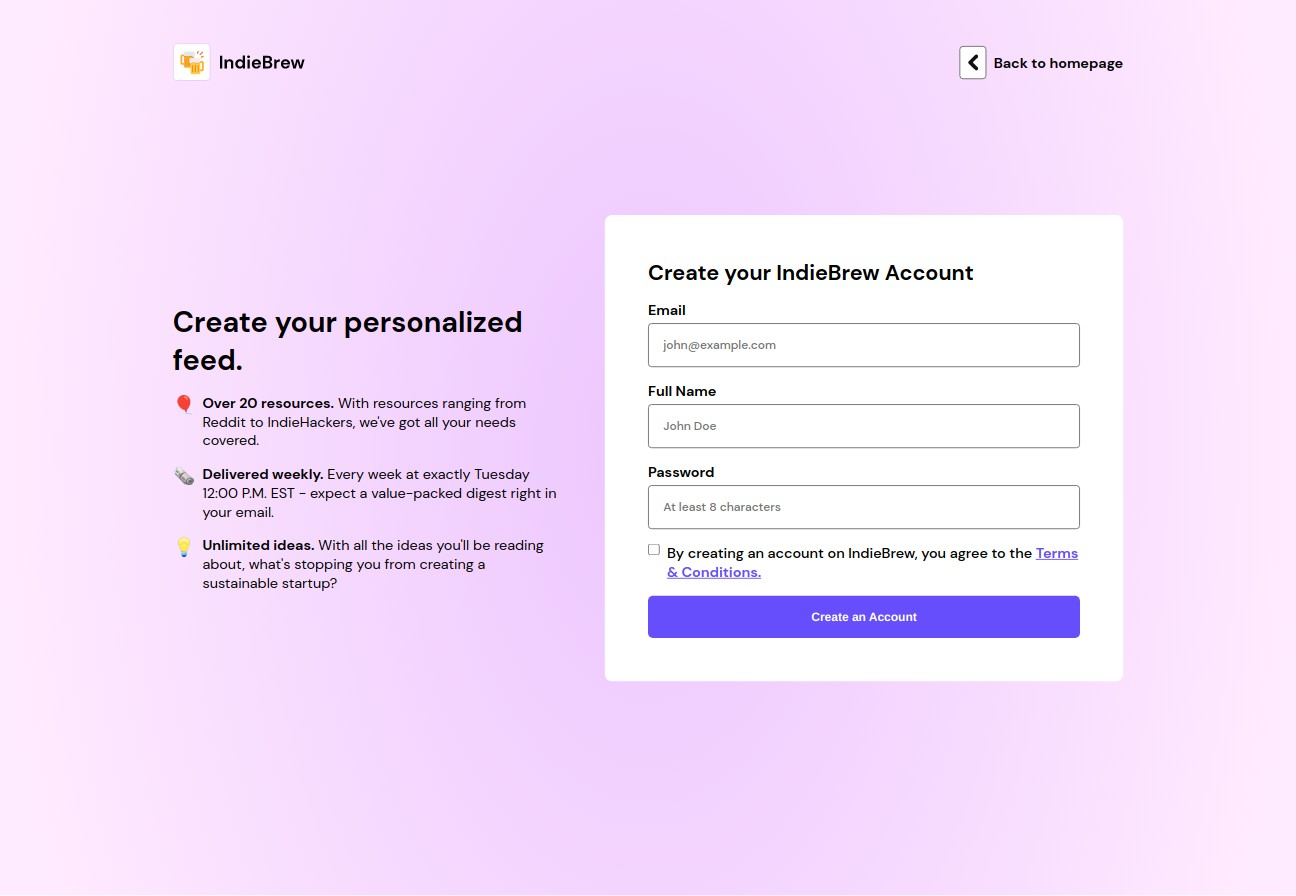 IndieBrew
Back to homepage
Create your personalized
feed.
Over 20 resources. With resources ranging from
Reddit to IndieHackers, we've got all your needs
covered.
Delivered weekly. Every week at exactly Tuesday
12:00 P.M. EST - expect a value-packed digest right in
your email.
Unlimited ideas. With all the ideas you'll be reading
about, what's stopping you from creating a
sustainable startup?
Create your IndieBrew Account
Email
john@example.com
Full Name
John Doe
Password
At least 8 characters
By creating an account on IndieBrew, you agree to the Terms
& Conditions.
Create an Account